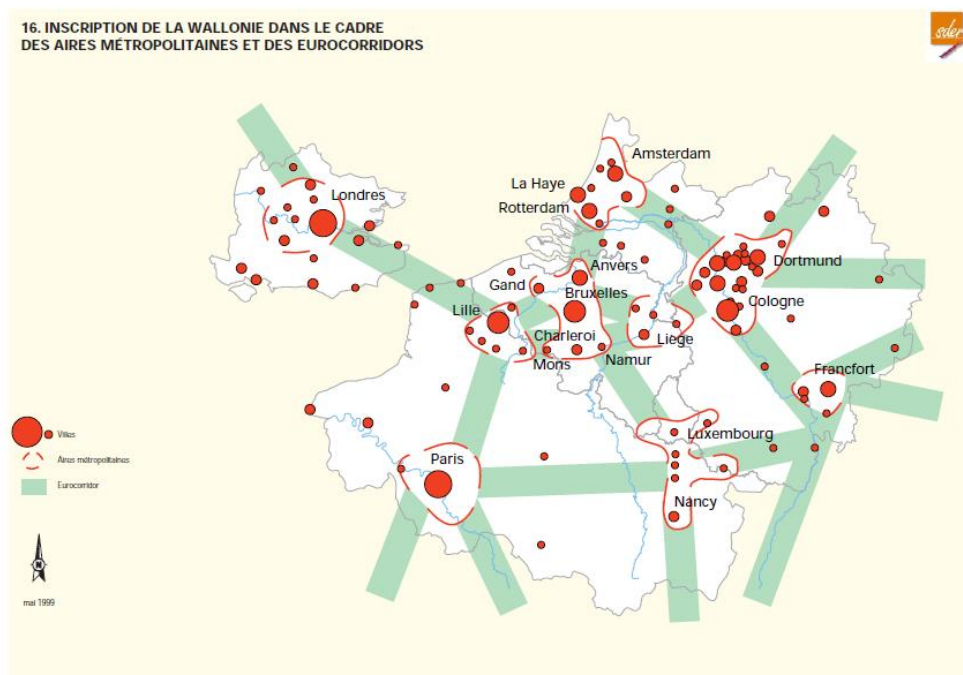 16. INSCRIPTION DE LA WALLONIE DANS LE CADRE
DES AIRES MÉTROPOLITAINES ET DES EUROCORRIDORS
sder
Amsterdam
La Haye
Londres
Rotterdam
Anvers
Dortmund
Gand
Bruxelles
Lille
Cologne
Charleroi
Liège
Mons
Namur
Francfort
Luxembourg
Villes
Aires métropolitaines
Paris
Eurocorridor
Nancy
N
mai 1999